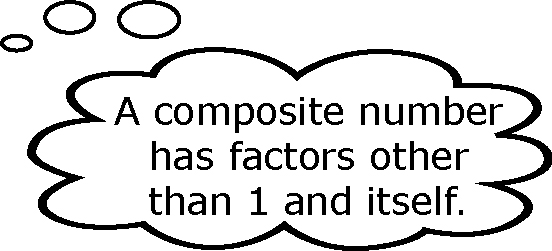 A composite number
has factors other
than 1 and itself.